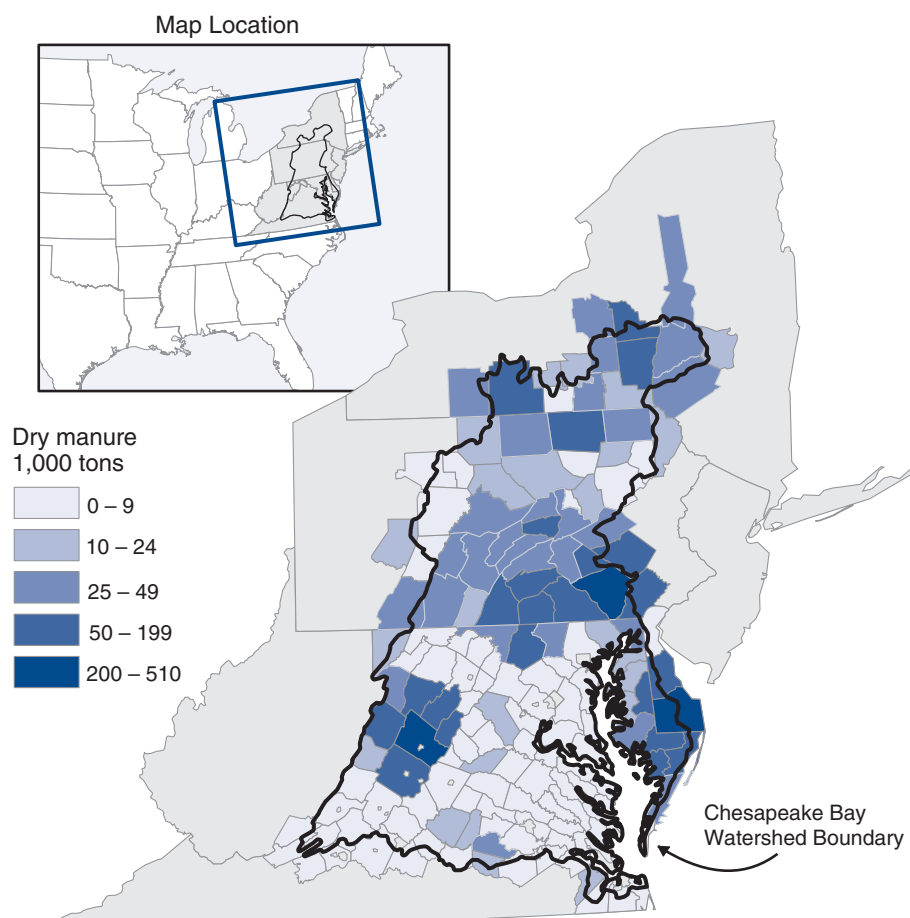 Map Location
Dry manure
1,000 tons
0 – 9
10 – 24
25 – 49
50 – 199
200 – 510
Chesapeake Bay
Watershed Boundary